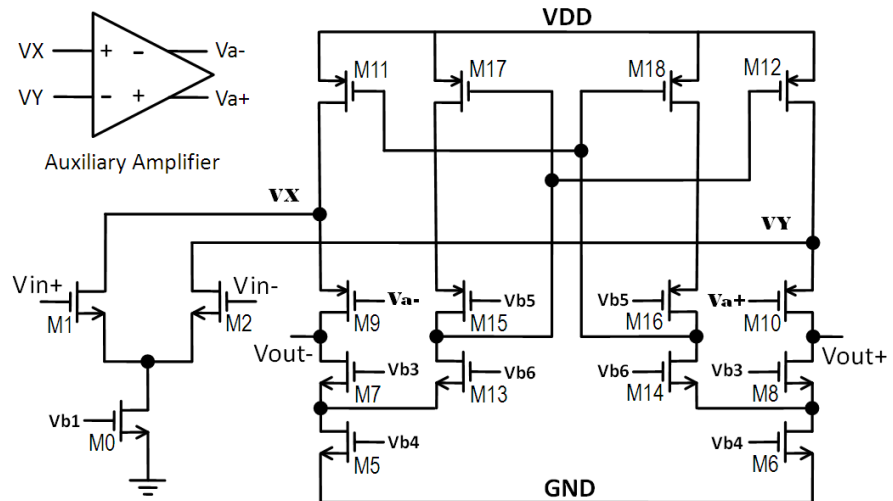 VDD
VX + - Va-
VY - + Va+
Auxiliary Amplifier
M11 M17 M18 M12
VX
VY
Vin+ Vin-
M1 M2
Va- Vb5 Vb5 Va+
M9 M15 M16 M10
Vout- Vout+
Vb3 Vb6 Vb6 Vb3
M7 M13 M14 M8
Vb1
M0
Vb4 Vb4
M5 M6
GND